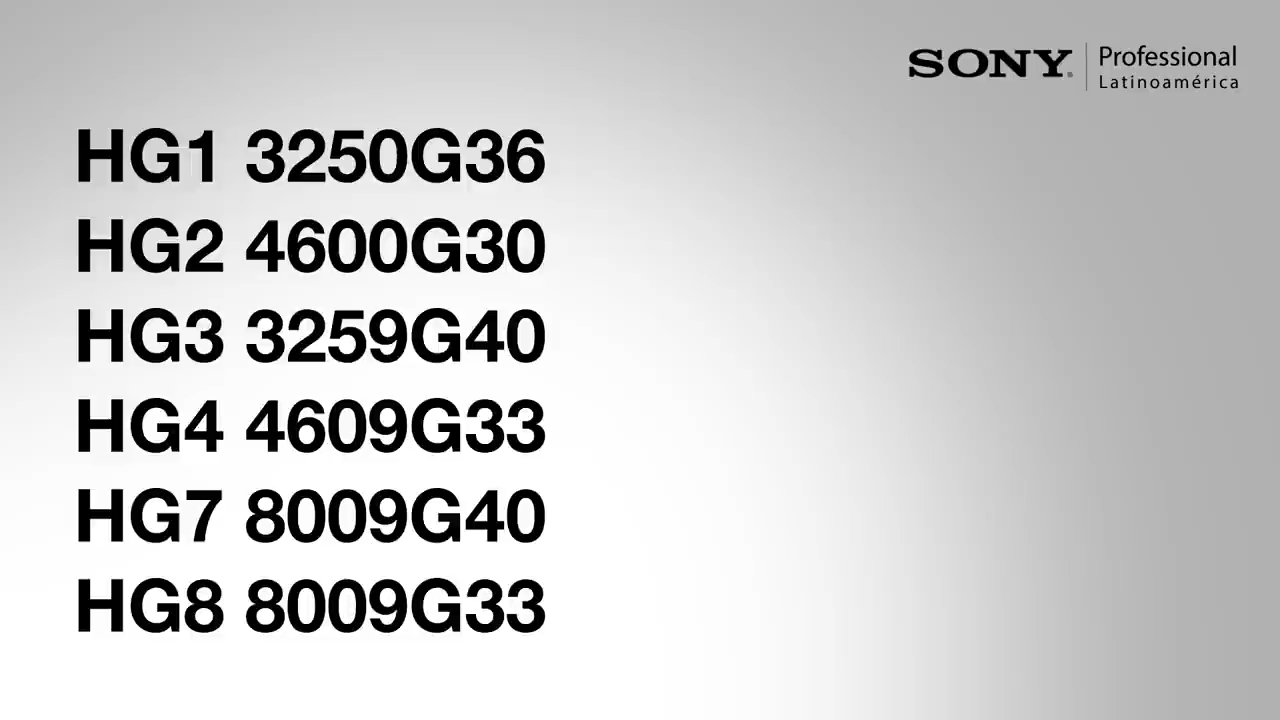 SONY
Professional
Latinoamérica
HG1 3250G36
HG2 4600G30
HG3 3259G40
HG4 4609G33
HG7 8009G40
HG8 8009G33